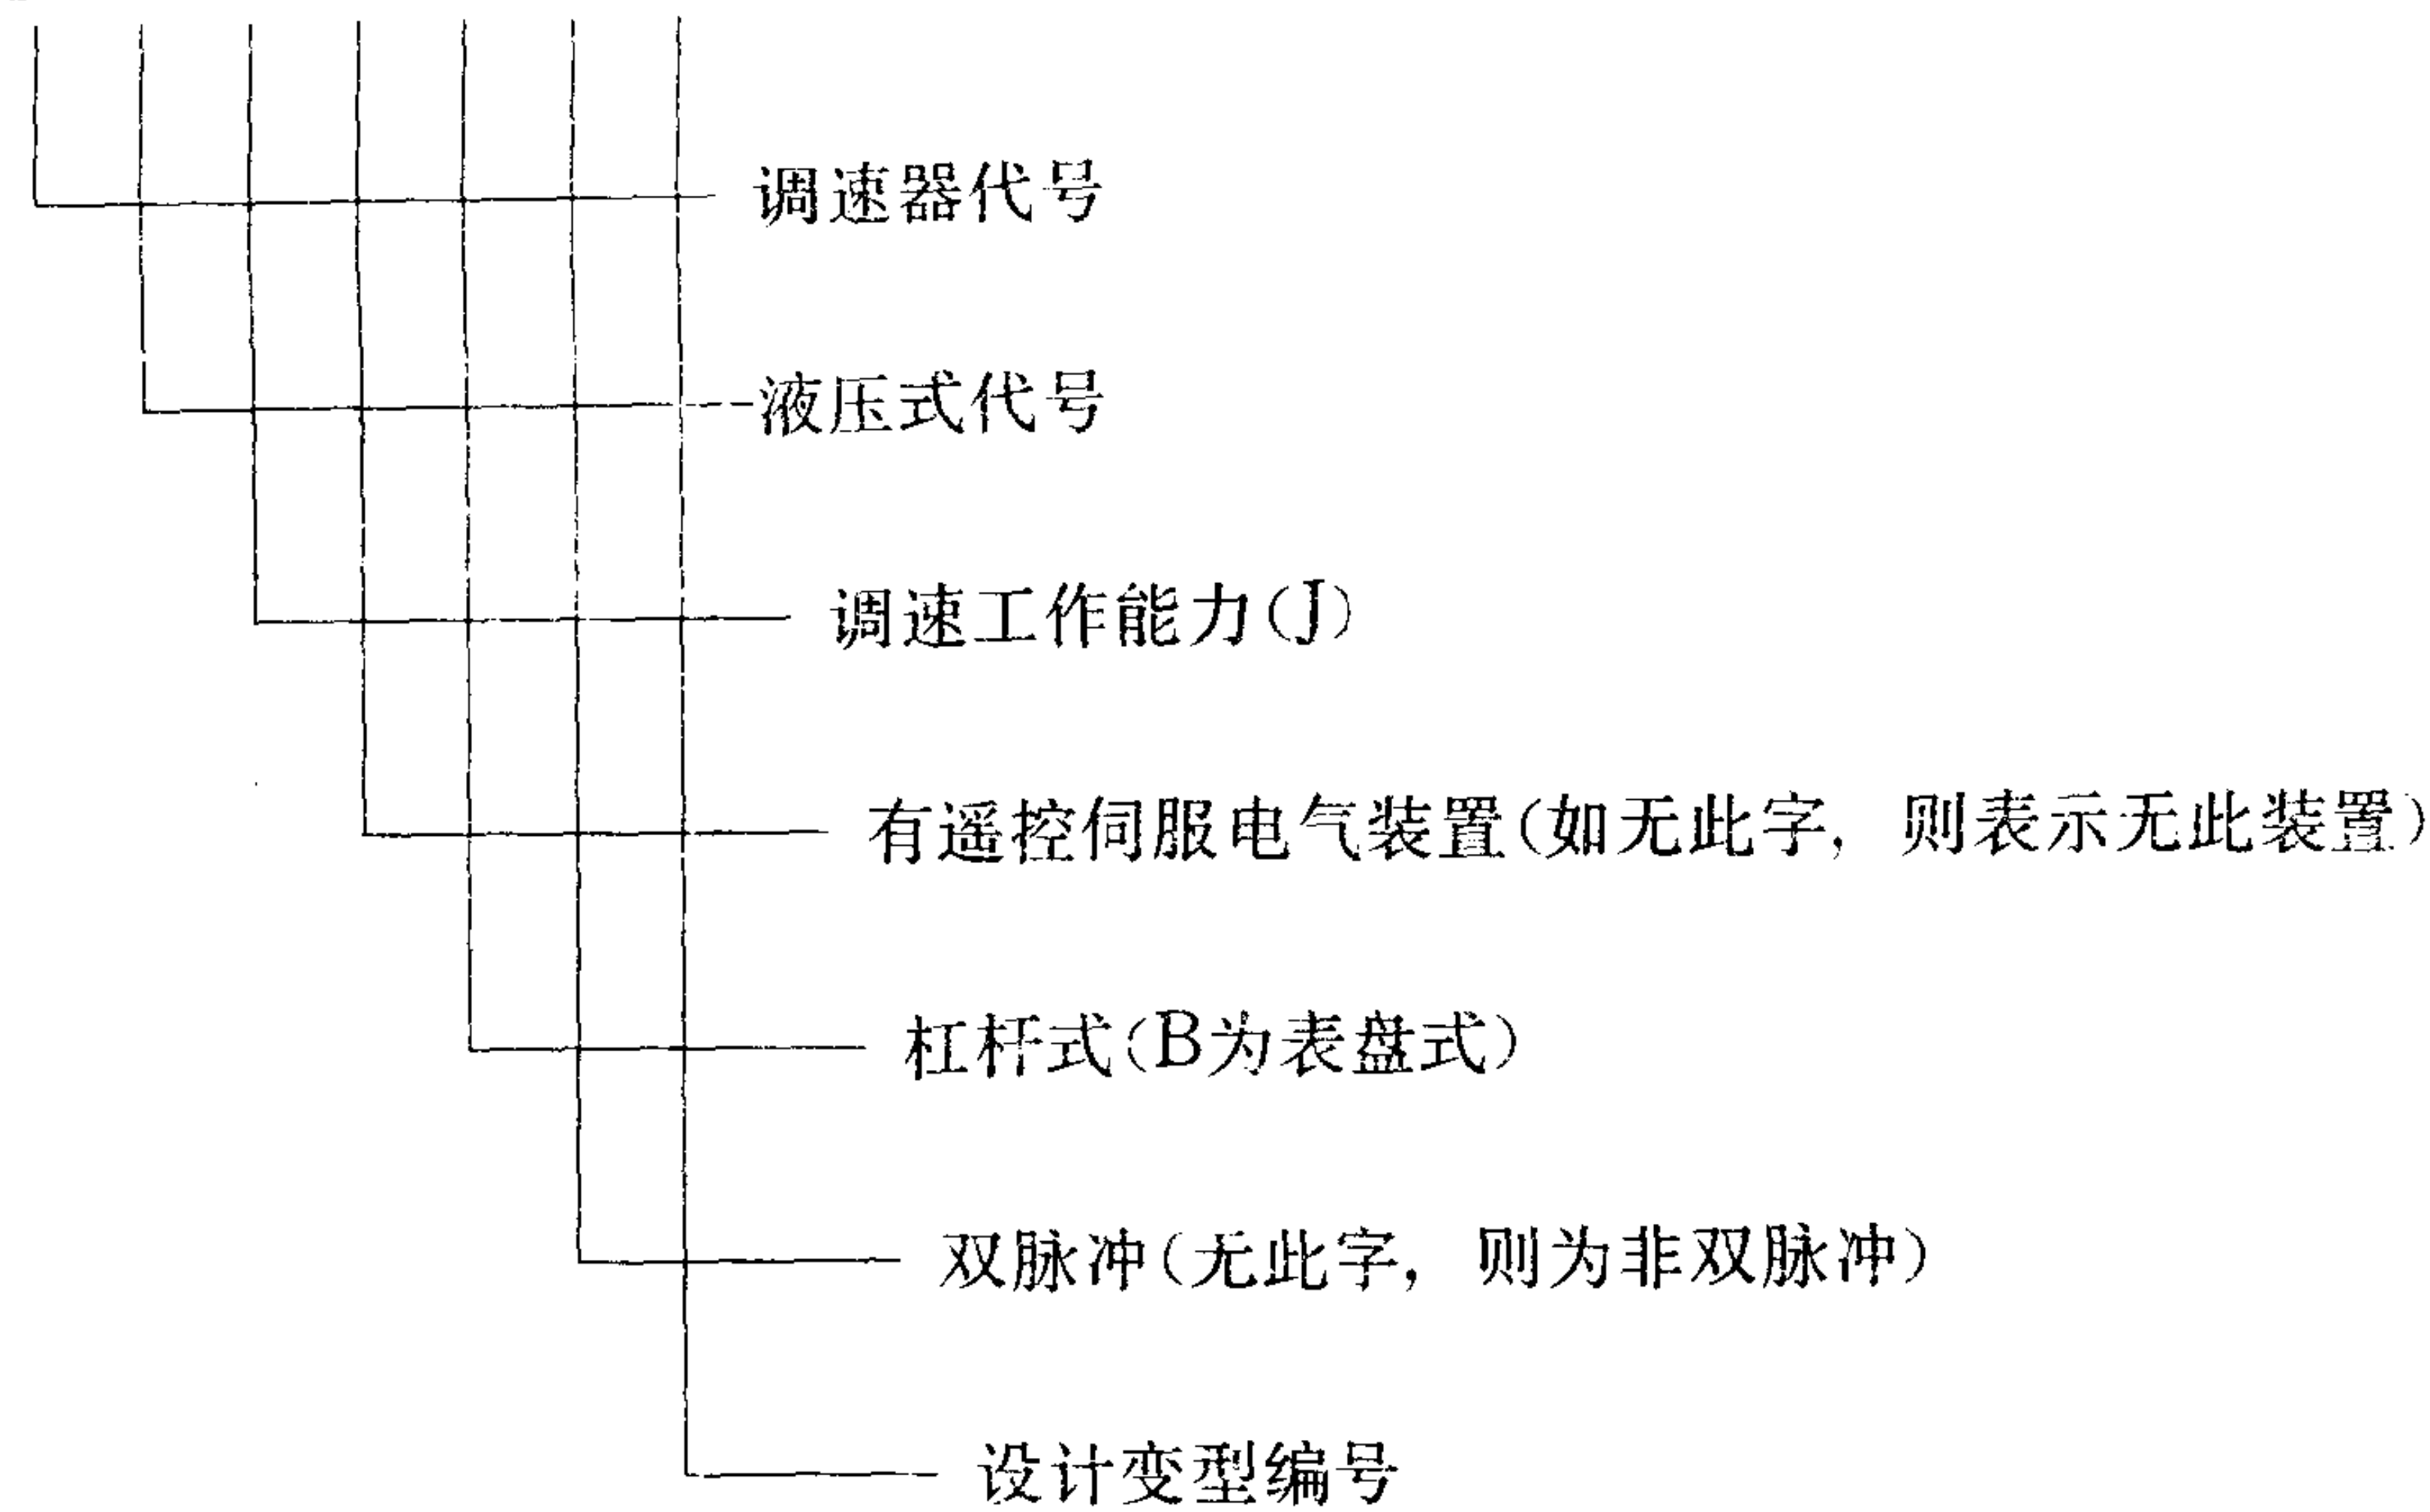 调速器代号
液压式代号
调速工作能力(J)
有遥控伺服电气装置(如无此字, 则表示无此装置)
杠杆式(B为表盘式)
双脉冲(无此字, 则为非双脉冲)
设计变型编号